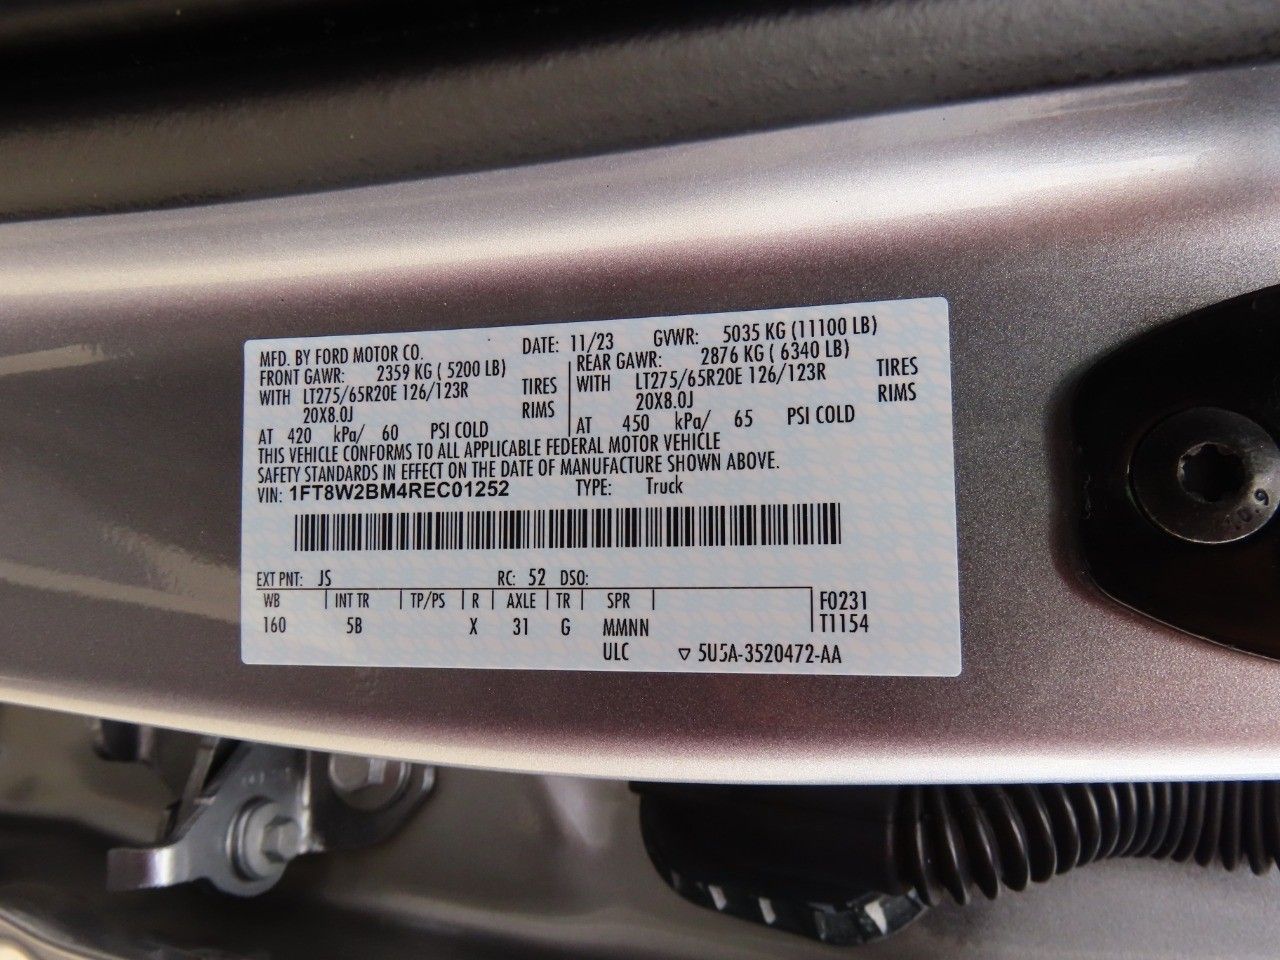 MFD. BY FORD MOTOR CO. DATE: 11/23 GVWR: 5035 KG (11100 LB)
FRONT GAWR: 2359 KG ( 5200 LB) REAR GAWR: 2876 KG ( 6340 LB)
WITH LT275/65R20E 126/123R TIRES WITH LT275/65R20E 126/123R TIRES
20X8.0J RIMS 20X8.0J RIMS
AT 420 kPa/ 60 PSI COLD AT 450 kPa/ 65 PSI COLD
THIS VEHICLE CONFORMS TO ALL APPLICABLE FEDERAL MOTOR VEHICLE
SAFETY STANDARDS IN EFFECT ON THE DATE OF MANUFACTURE SHOWN ABOVE.
VIN: 1FT8W2BM4REC01252 TYPE: Truck
EXT PNT: JS RC: 52 DSO:
WB INT TR TP/PS R AXLE TR SPR F0231
160 5B X 31 G MMNN T1154
ULC ▽ 5U5A-3520472-AA
10.9